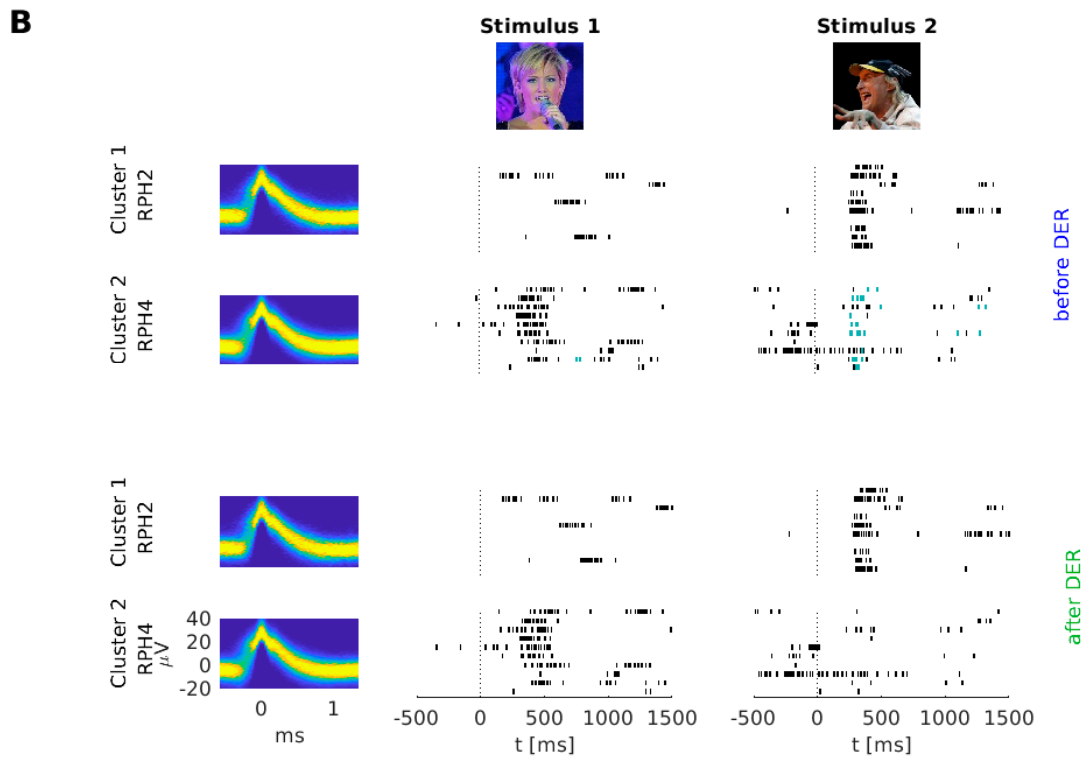 B
Stimulus 1
Stimulus 2
Cluster 1
RPH2
Cluster 2
RPH4
before DER
Cluster 1
RPH2
Cluster 2
RPH4
μV
40
20
0
-20
0
1
ms
after DER
-500
0
500
1000
1500
t [ms]
-500
0
500
1000
1500
t [ms]